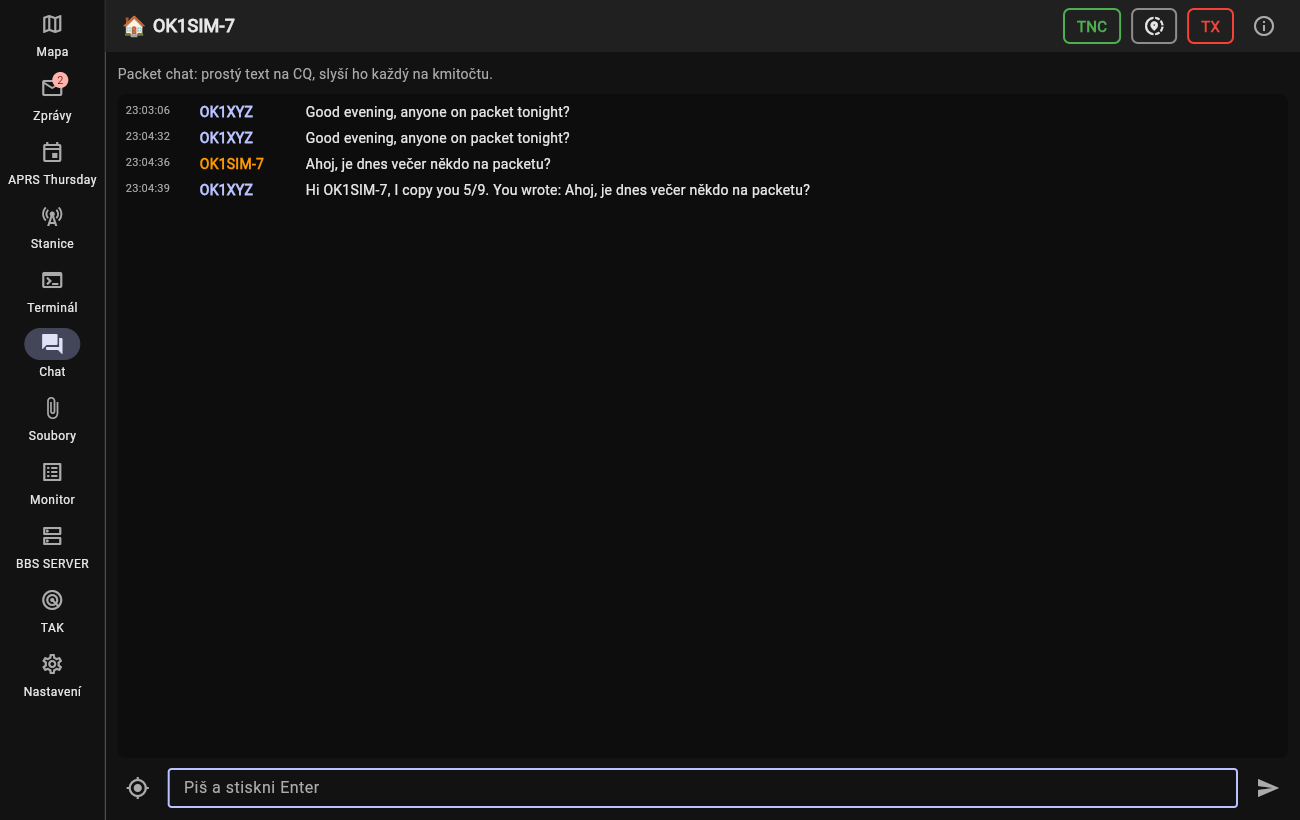 OK1SIM-7
TNC
TX
Mapa
2
Zprávy
APRS Thursday
Stanice
Terminál
Chat
Soubory
Monitor
BBS SERVER
TAK
Nastavení
Packet chat: prostý text na CQ, slyší ho každý na kmitočtu.
23:03:06 OK1XYZ Good evening, anyone on packet tonight?
23:04:32 OK1XYZ Good evening, anyone on packet tonight?
23:04:36 OK1SIM-7 Ahoj, je dnes večer někdo na packetu?
23:04:39 OK1XYZ Hi OK1SIM-7, I copy you 5/9. You wrote: Ahoj, je dnes večer někdo na packetu?
Piš a stiskni Enter